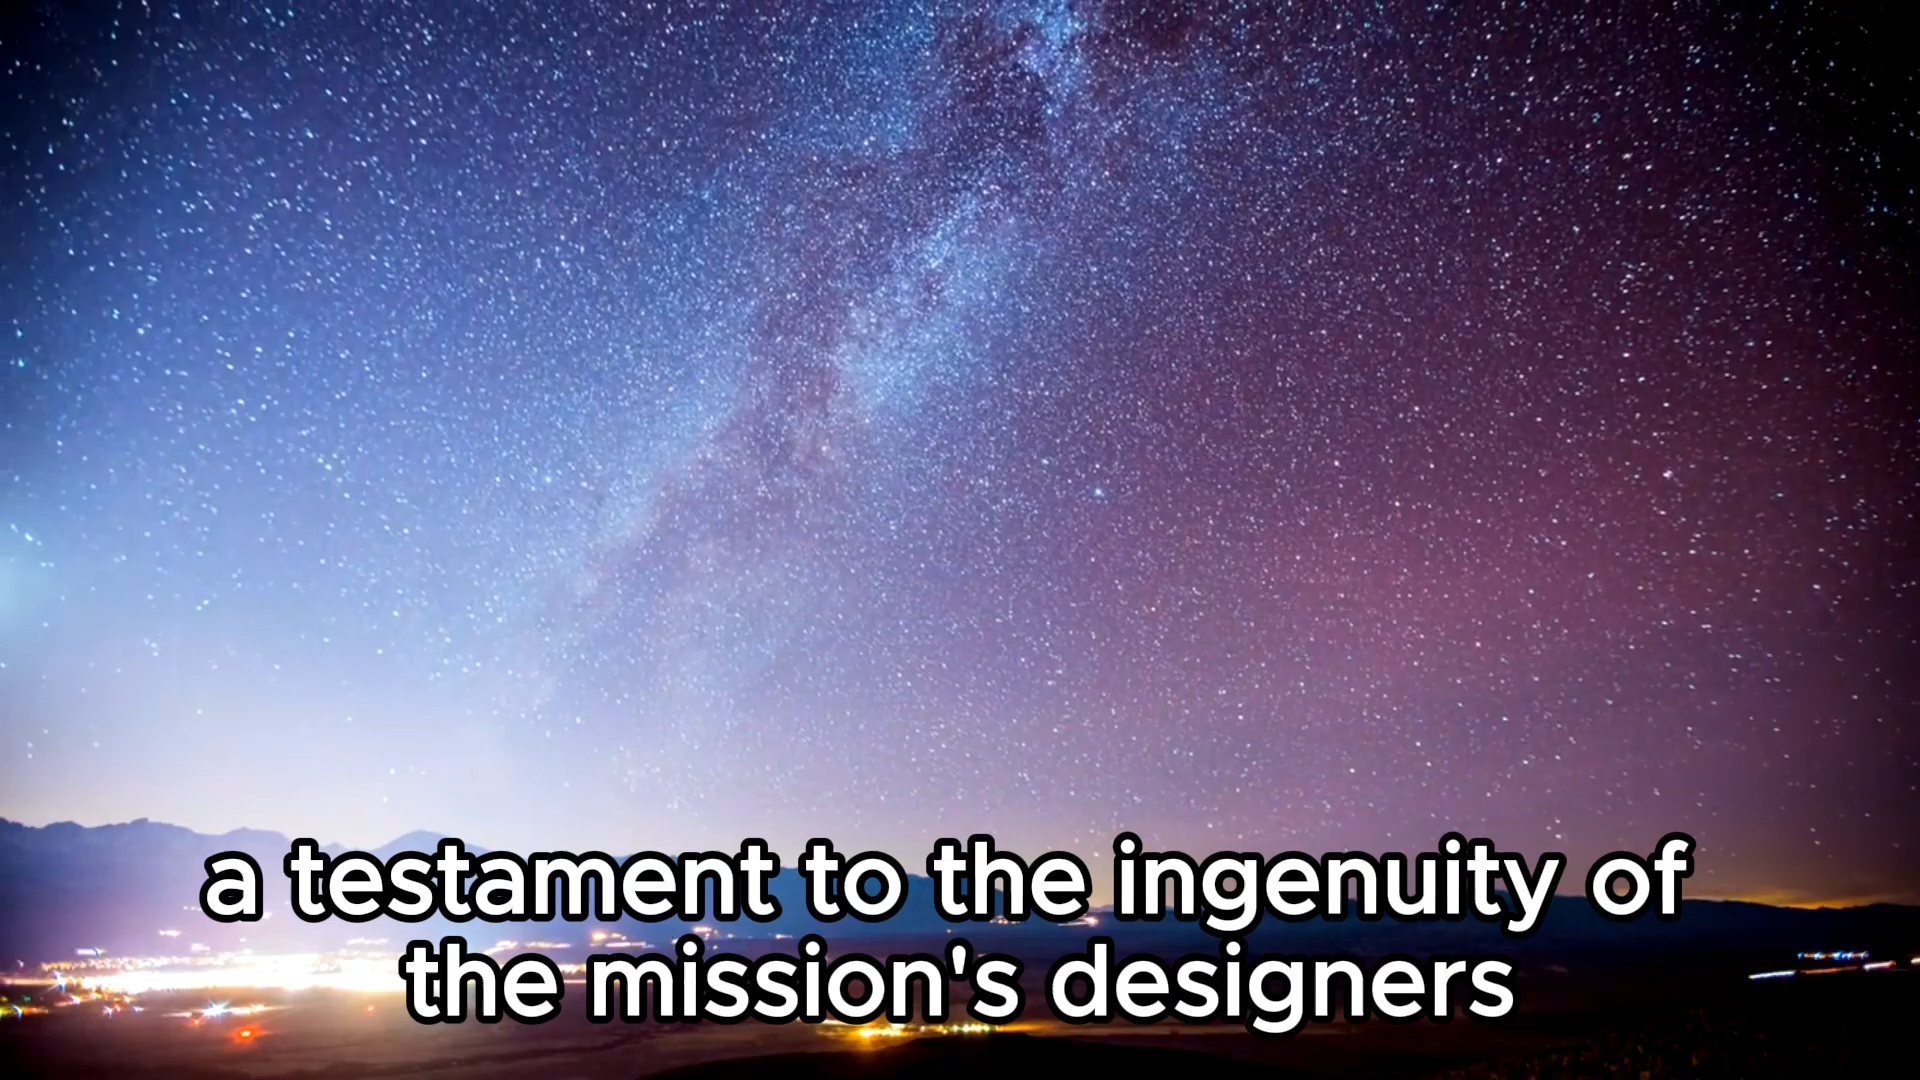 a testament to the ingenuity of
the mission's designers